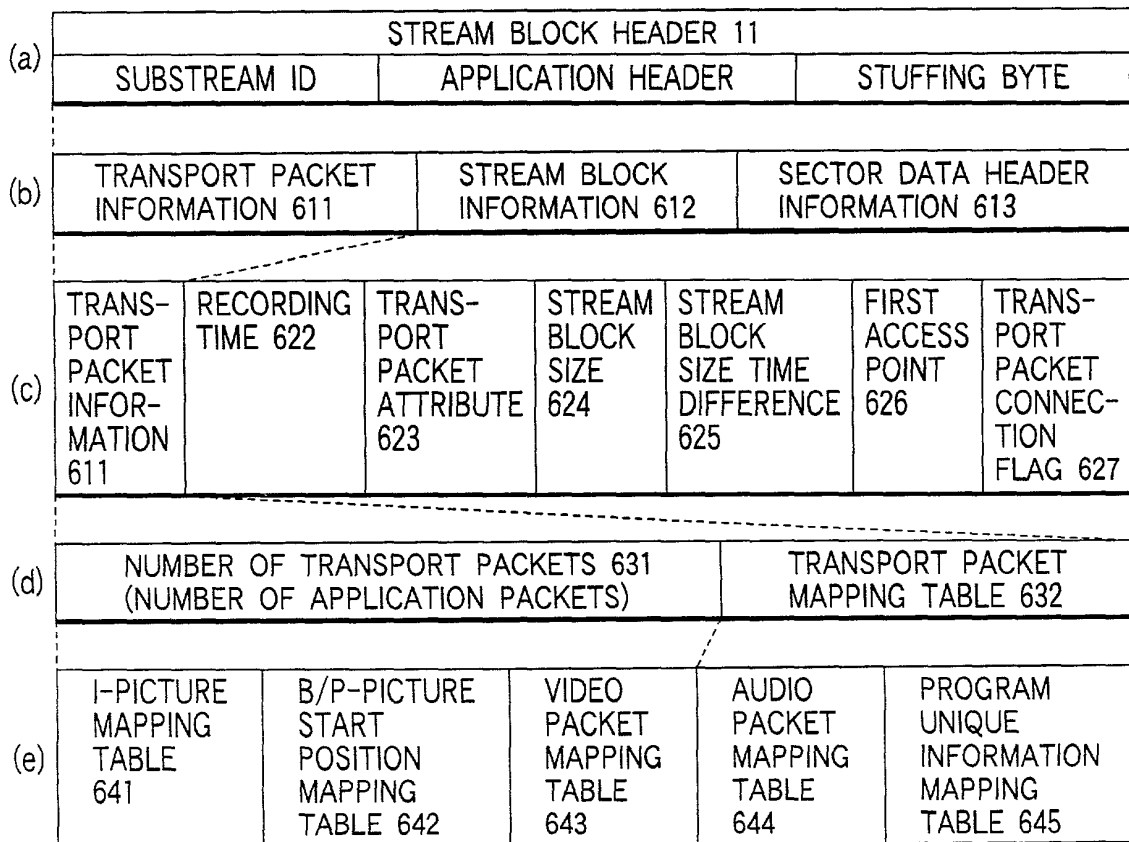 (a)
STREAM BLOCK HEADER 11
SUBSTREAM ID
APPLICATION HEADER
STUFFING BYTE
(b)
TRANSPORT PACKET
INFORMATION 611
STREAM BLOCK
INFORMATION 612
SECTOR DATA HEADER
INFORMATION 613
(c)
TRANS-
PORT
PACKET
INFOR-
MATION
611
RECORDING
TIME 622
TRANS-
PORT
PACKET
ATTRIBUTE
623
STREAM
BLOCK
SIZE
624
STREAM
BLOCK
SIZE TIME
DIFFERENCE
625
FIRST
ACCESS
POINT
626
TRANS-
PORT
PACKET
CONNEC-
TION
FLAG 627
(d)
NUMBER OF TRANSPORT PACKETS 631
(NUMBER OF APPLICATION PACKETS)
TRANSPORT PACKET
MAPPING TABLE 632
(e)
I-PICTURE
MAPPING
TABLE
641
B/P-PICTURE
START
POSITION
MAPPING
TABLE 642
VIDEO
PACKET
MAPPING
TABLE
643
AUDIO
PACKET
MAPPING
TABLE
644
PROGRAM
UNIQUE
INFORMATION
MAPPING
TABLE 645